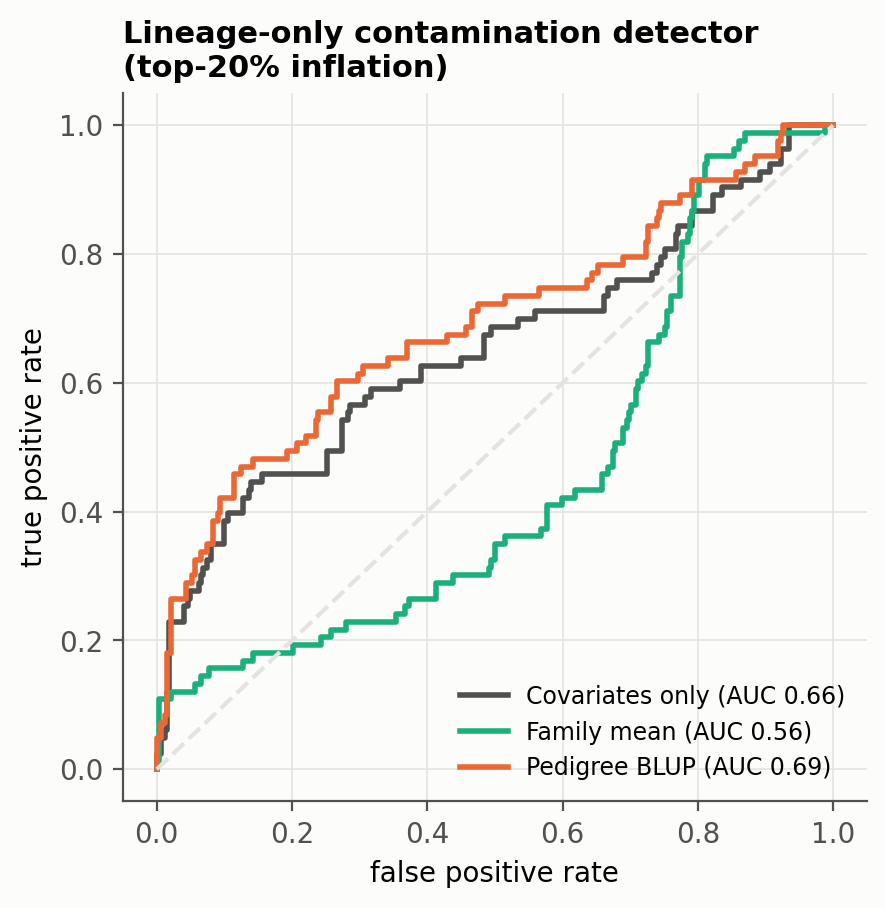 Lineage-only contamination detector
(top-20% inflation)
true positive rate
1.0
0.8
0.6
0.4
0.2
0.0
Covariates only (AUC 0.66)
Family mean (AUC 0.56)
Pedigree BLUP (AUC 0.69)
0.0 0.2 0.4 0.6 0.8 1.0
false positive rate